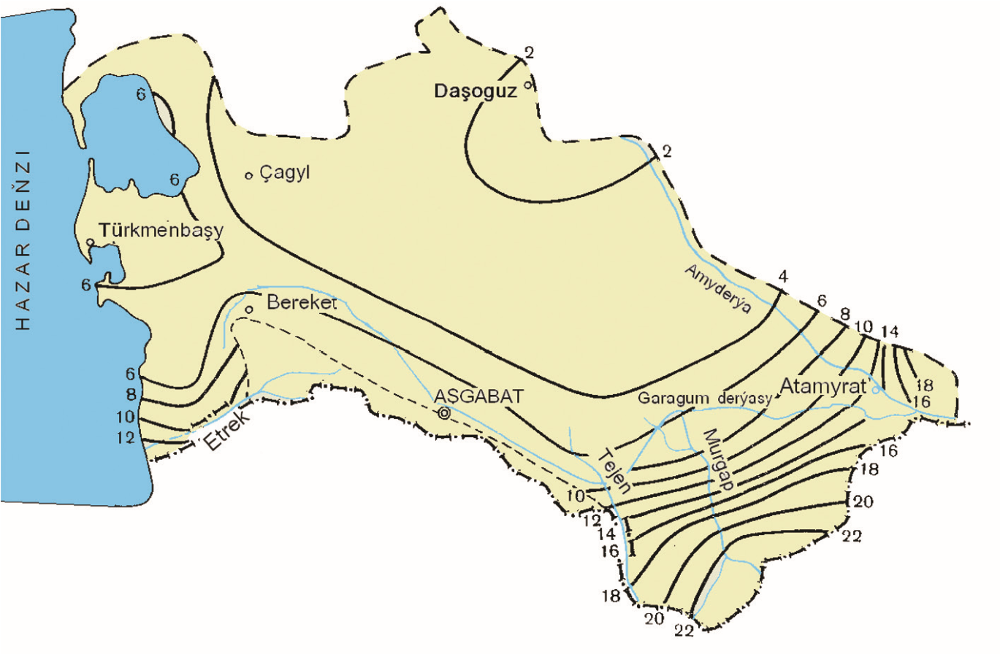 2
Daşoguz
6
2
Çagyl
6
HAZAR DEŇZI
Türkmenbaşy
Amyderýa
4
6
6
Bereket
8
10
14
6
18
Atamyrat
8
AŞGABAT
Garagum derýasy
16
10
Etrek
12
Murgap
16
Tejen
18
10
20
12
14
22
16
18
20
22